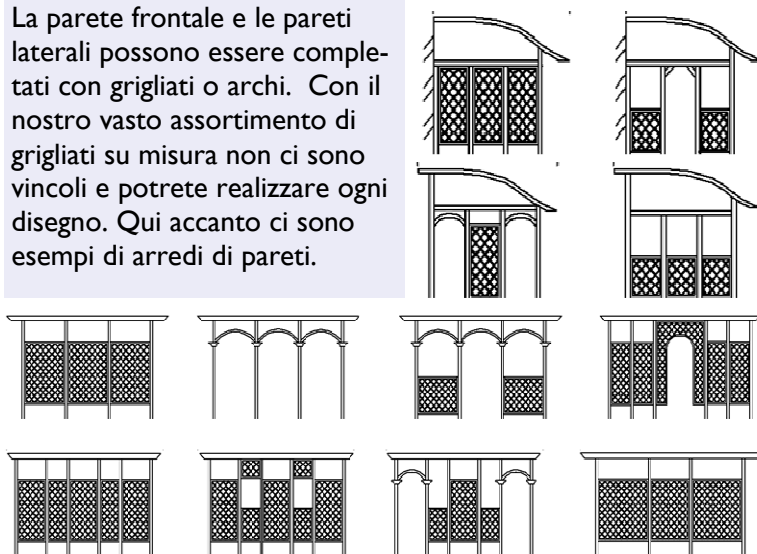 La parete frontale e le pareti
laterali possono essere comple-
tati con grigliati o archi.  Con il
nostro vasto assortimento di
grigliati su misura non ci sono
vincoli e potrete realizzare ogni
disegno. Qui accanto ci sono
esempi di arredi di pareti.